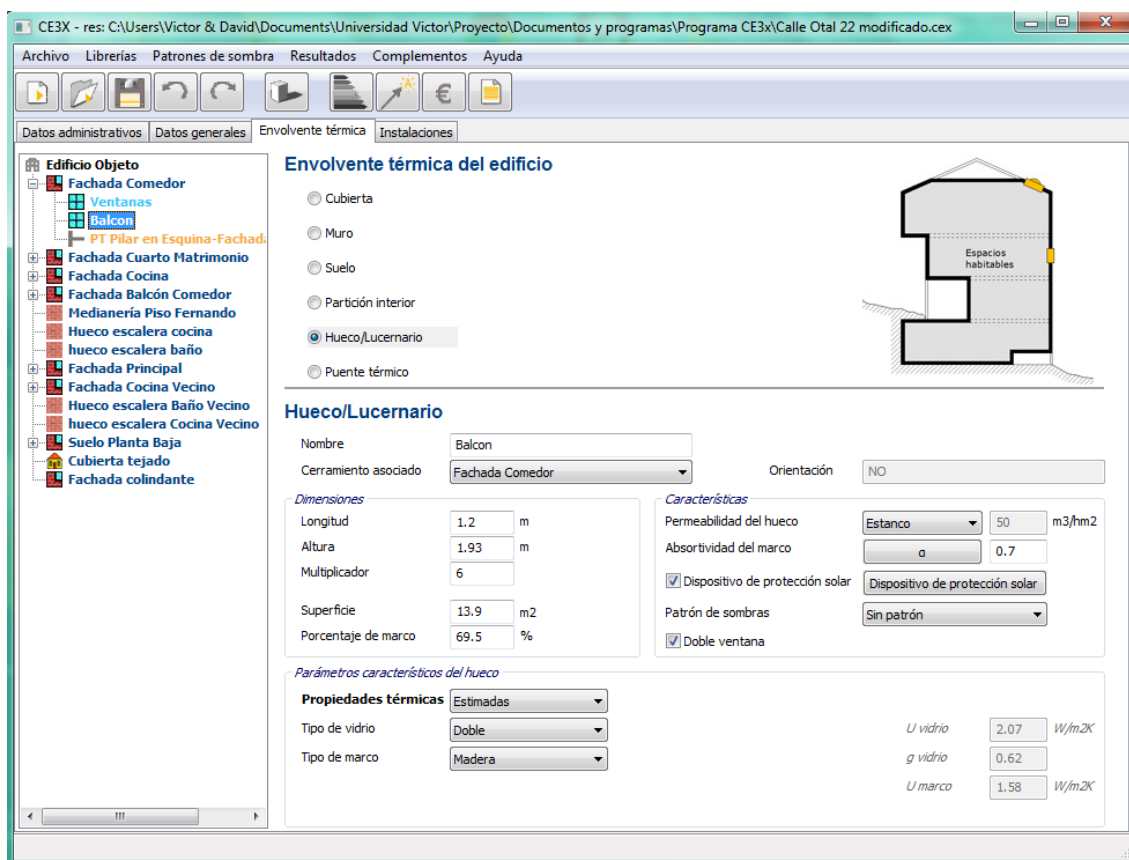 CE3X - res: C:\Users\Victor & David\Documents\Universidad Victor\Proyecto\Documentos y programas\Programa CE3x\Calle Otal 22 modificado.cex
Archivo Librerías Patrones de sombra Resultados Complementos Ayuda
Datos administrativos Datos generales Envolvente térmica Instalaciones
Edificio Objeto
Fachada Comedor
Ventanas
Balcon
PT Pilar en Esquina-Fachada
Fachada Cuarto Matrimonio
Fachada Cocina
Fachada Balcón Comedor
Medianería Piso Fernando
Hueco escalera cocina
hueco escalera baño
Fachada Principal
Fachada Cocina Vecino
Hueco escalera Baño Vecino
hueco escalera Cocina Vecino
Suelo Planta Baja
Cubierta tejado
Fachada colindante
Envolvente térmica del edificio
Cubierta
Muro
Suelo
Partición interior
Hueco/Lucernario
Puente térmico
Espacios
habitables
Hueco/Lucernario
Nombre Balcon
Cerramiento asociado Fachada Comedor Orientación NO
Dimensiones
Longitud 1.2 m
Altura 1.93 m
Multiplicador 6
Superficie 13.9 m2
Porcentaje de marco 69.5 %
Características
Permeabilidad del hueco Estanco 50 m3/hm2
Absortividad del marco α 0.7
Dispositivo de protección solar Dispositivo de protección solar
Patrón de sombras Sin patrón
Doble ventana
Parámetros característicos del hueco
Propiedades térmicas Estimadas
Tipo de vidrio Doble U vidrio 2.07 W/m2K
Tipo de marco Madera g vidrio 0.62
U marco 1.58 W/m2K